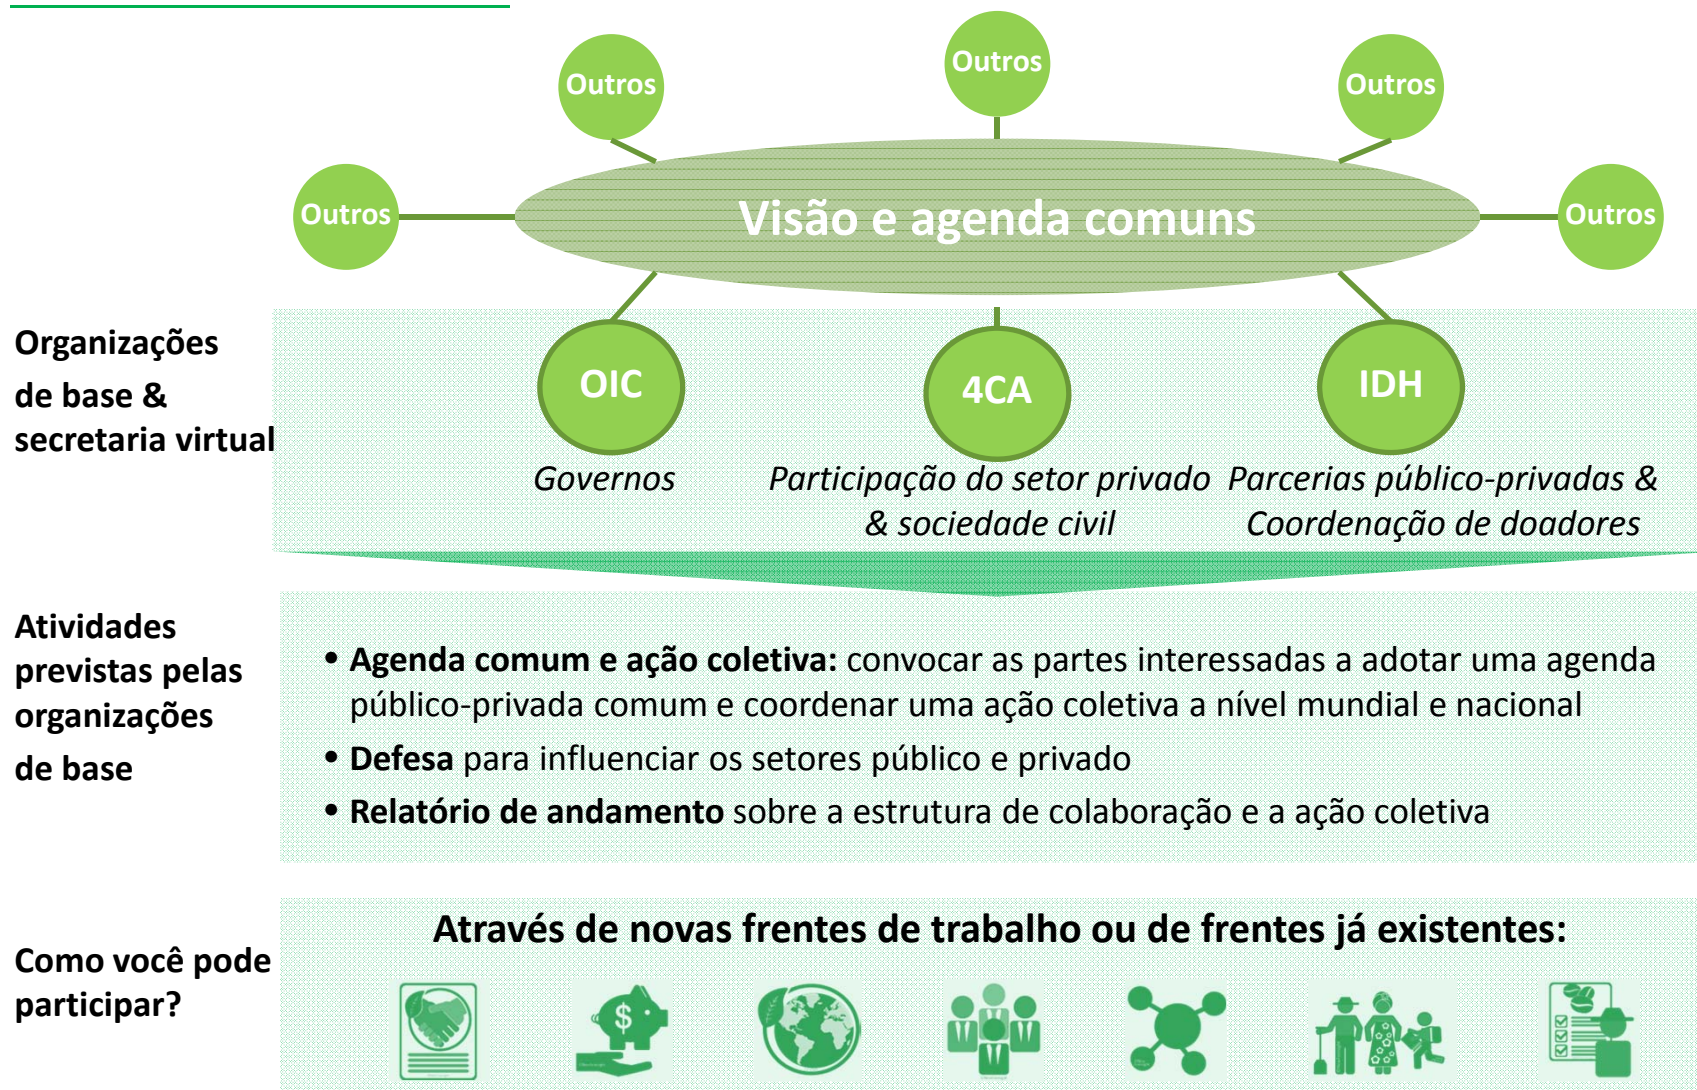 Outros
Outros
Outros
Outros
Outros
Visão e agenda comuns
Organizações
de base &
secretaria virtual
OIC
4CA
IDH
Governos
Participação do setor privado
& sociedade civil
Parcerias público-privadas &
Coordenação de doadores
Atividades
previstas pelas
organizações
de base
• Agenda comum e ação coletiva: convocar as partes interessadas a adotar uma agenda
público-privada comum e coordenar uma ação coletiva a nível mundial e nacional
• Defesa para influenciar os setores público e privado
• Relatório de andamento sobre a estrutura de colaboração e a ação coletiva
Como você pode
participar?
Através de novas frentes de trabalho ou de frentes já existentes:
$